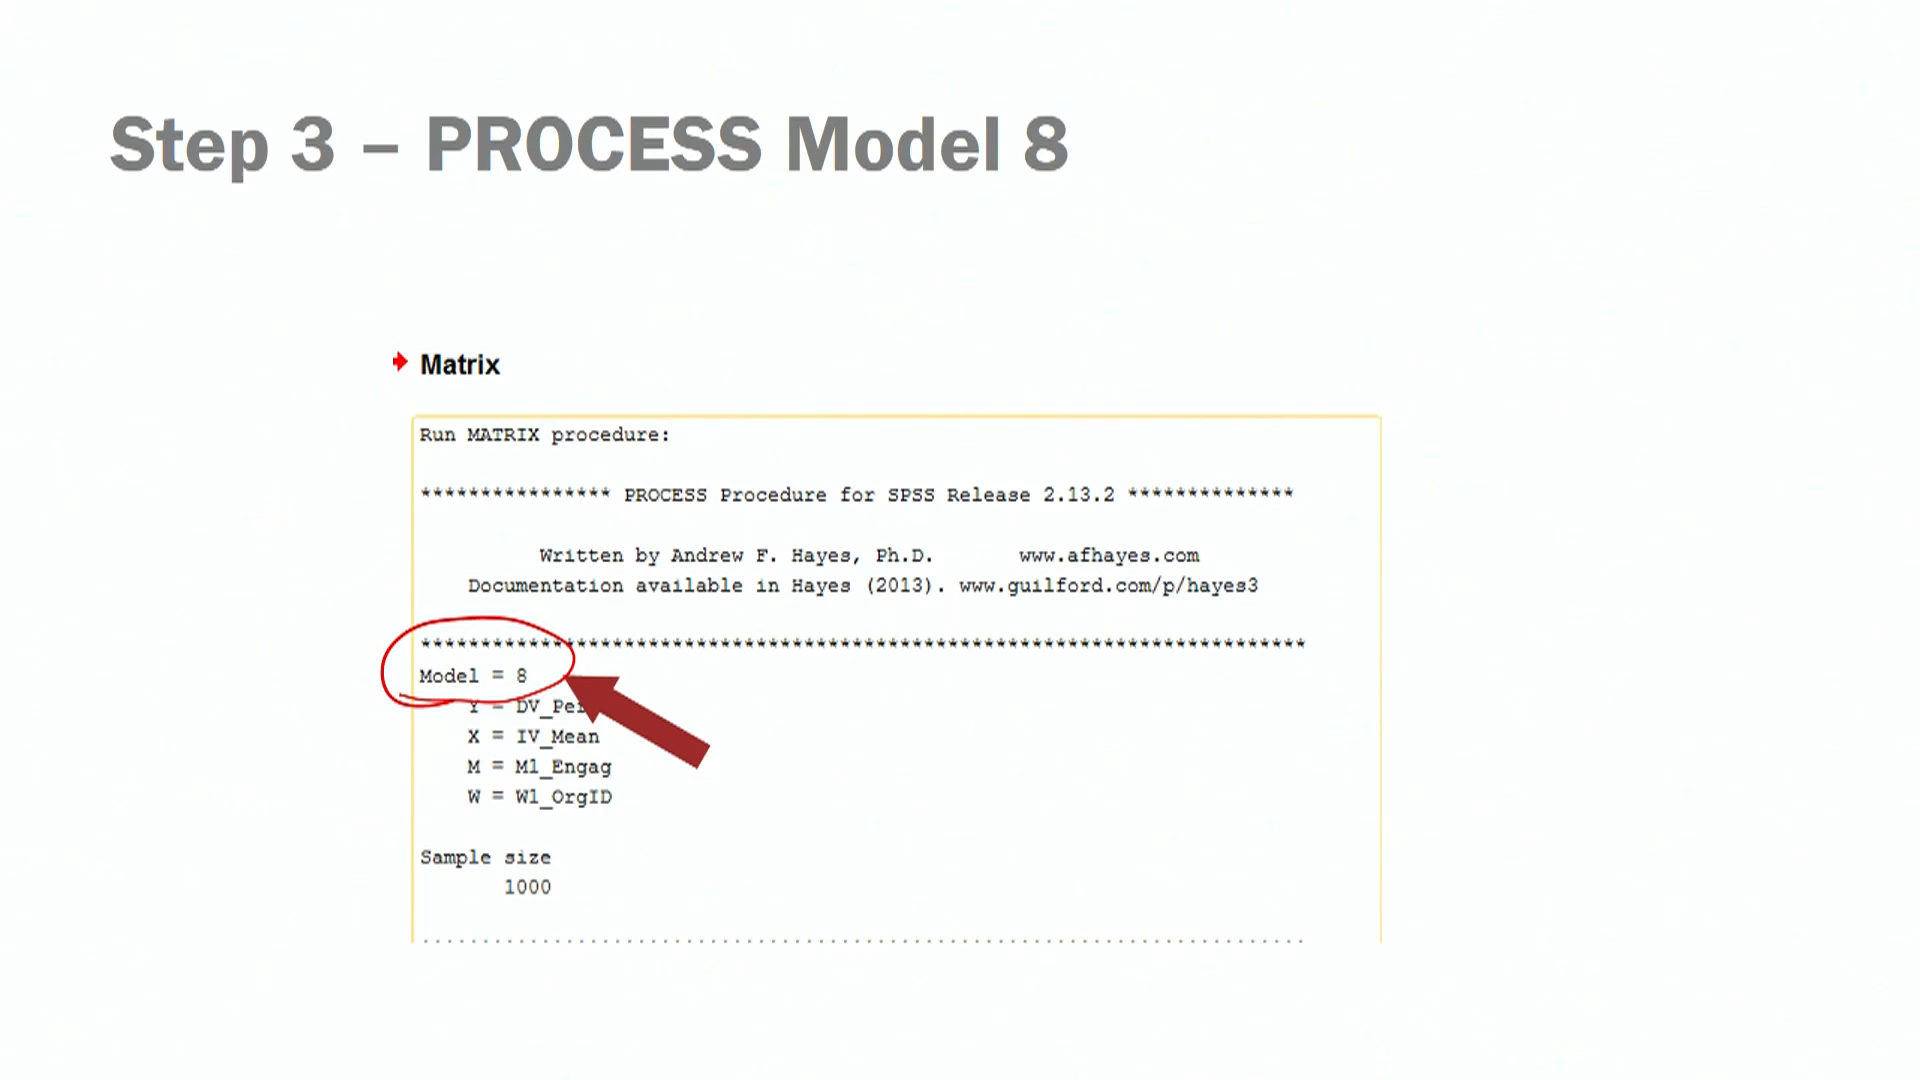 Step 3 – PROCESS Model 8
Matrix
Run MATRIX procedure:
**************** PROCESS Procedure for SPSS Release 2.13.2 **************
Written by Andrew F. Hayes, Ph.D. www.afhayes.com
Documentation available in Hayes (2013). www.guilford.com/p/hayes3
**************************************************************************
Model = 8
Y = 
X = IV_Mean
M = M1_Engag
W = W1_OrgID
Sample size
1000